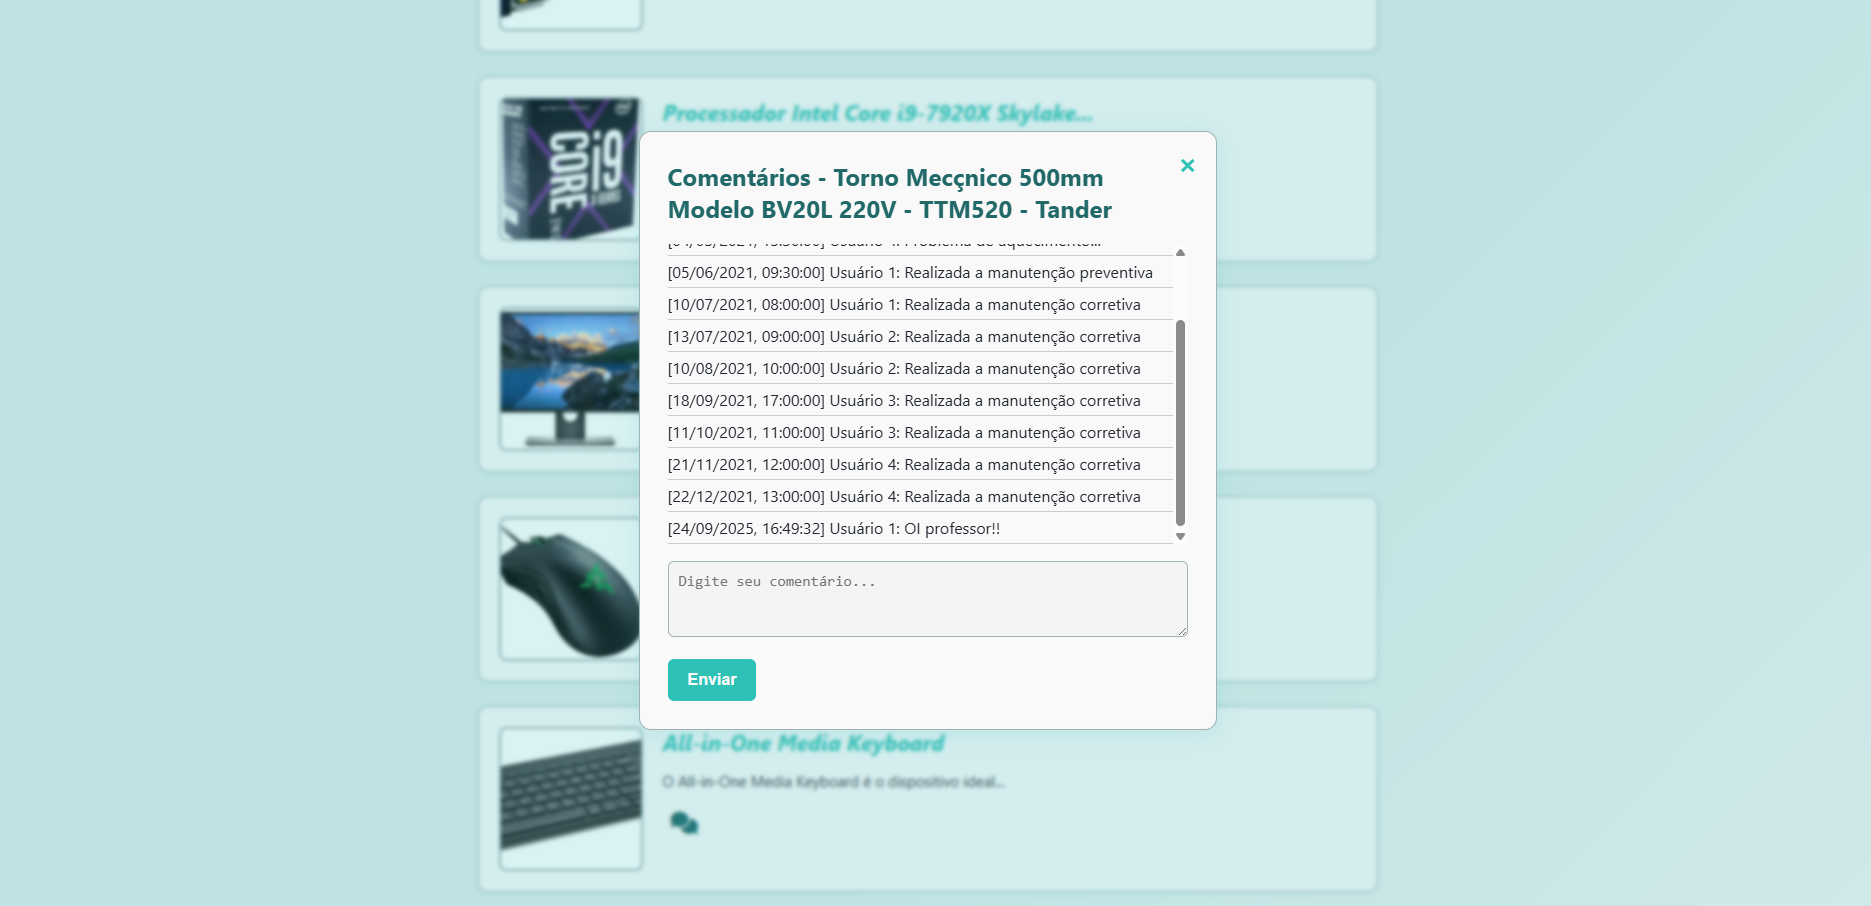 Processador Intel Core i9-7920X Skylake...
CORE i9
Comentários - Torno Mecçnico 500mm
Modelo BV20L 220V - TTM520 - Tander
[05/06/2021, 09:30:00] Usuário 1: Realizada a manutenção preventiva
[10/07/2021, 08:00:00] Usuário 1: Realizada a manutenção corretiva
[13/07/2021, 09:00:00] Usuário 2: Realizada a manutenção corretiva
[10/08/2021, 10:00:00] Usuário 2: Realizada a manutenção corretiva
[18/09/2021, 17:00:00] Usuário 3: Realizada a manutenção corretiva
[11/10/2021, 11:00:00] Usuário 3: Realizada a manutenção corretiva
[21/11/2021, 12:00:00] Usuário 4: Realizada a manutenção corretiva
[22/12/2021, 13:00:00] Usuário 4: Realizada a manutenção corretiva
[24/09/2025, 16:49:32] Usuário 1: OI professor!!
Digite seu comentário...
Enviar
All-in-One Media Keyboard
O All-in-One Media Keyboard é o dispositivo ideal...